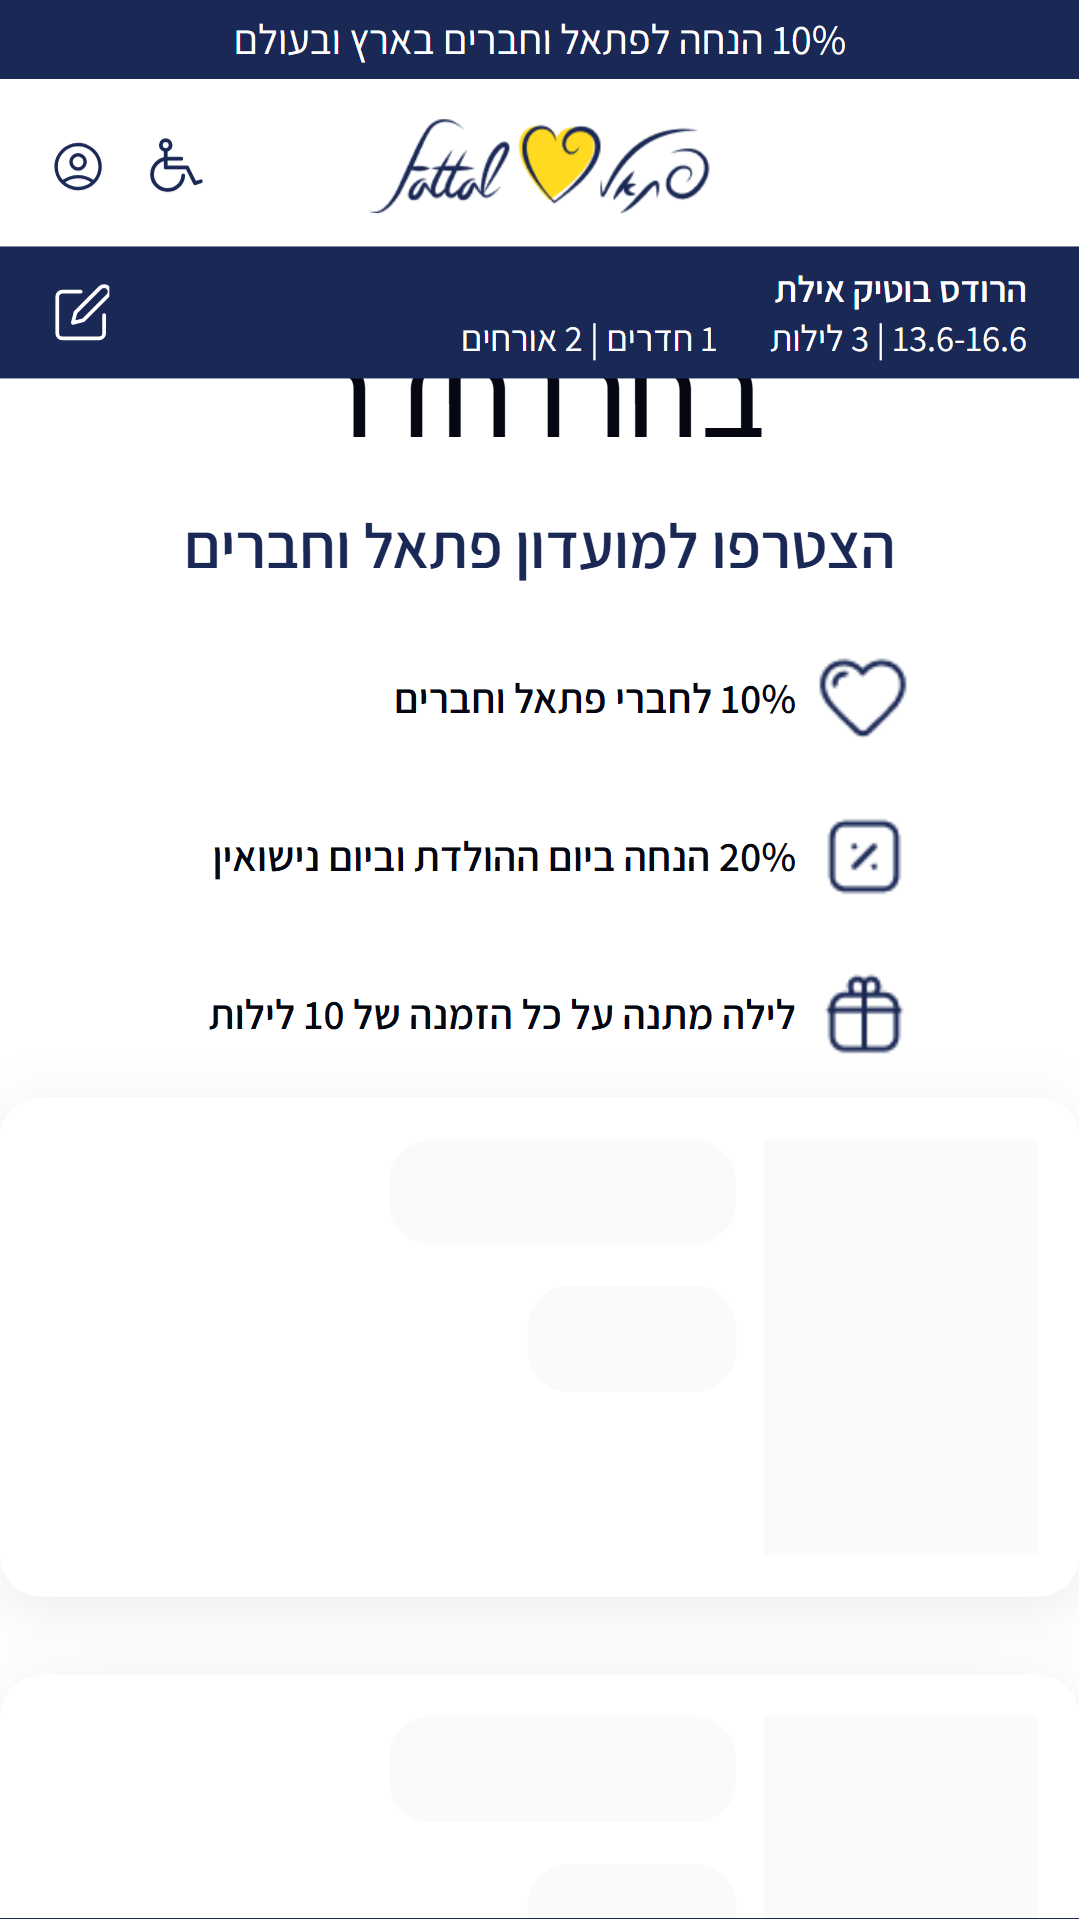 10% הנחה לפתאל וחברים בארץ ובעולם
פתאל Fattal
הרודס בוטיק אילת
13.6-16.6 | 3 לילות 1 חדרים | 2 אורחים
בחרו חדר
הצטרפו למועדון פתאל וחברים
10% לחברי פתאל וחברים
20% הנחה ביום ההולדת וביום נישואין
לילה מתנה על כל הזמנה של 10 לילות